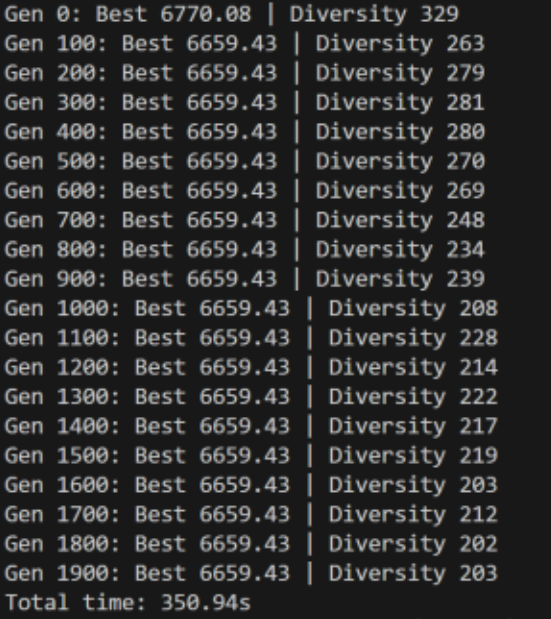 Gen 0: Best 6770.08 | Diversity 329
Gen 100: Best 6659.43 | Diversity 263
Gen 200: Best 6659.43 | Diversity 279
Gen 300: Best 6659.43 | Diversity 281
Gen 400: Best 6659.43 | Diversity 280
Gen 500: Best 6659.43 | Diversity 270
Gen 600: Best 6659.43 | Diversity 269
Gen 700: Best 6659.43 | Diversity 248
Gen 800: Best 6659.43 | Diversity 234
Gen 900: Best 6659.43 | Diversity 239
Gen 1000: Best 6659.43 | Diversity 208
Gen 1100: Best 6659.43 | Diversity 228
Gen 1200: Best 6659.43 | Diversity 214
Gen 1300: Best 6659.43 | Diversity 222
Gen 1400: Best 6659.43 | Diversity 217
Gen 1500: Best 6659.43 | Diversity 219
Gen 1600: Best 6659.43 | Diversity 203
Gen 1700: Best 6659.43 | Diversity 212
Gen 1800: Best 6659.43 | Diversity 202
Gen 1900: Best 6659.43 | Diversity 203
Total time: 350.94s